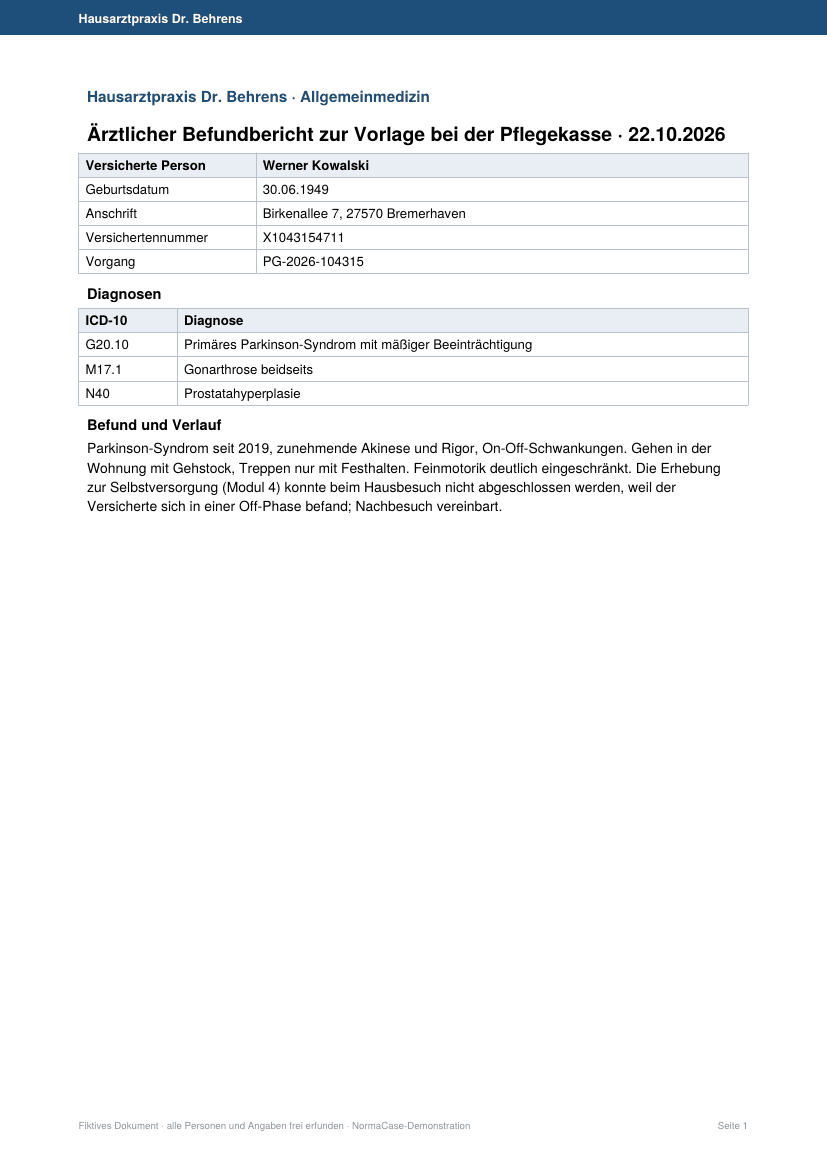 Hausarztpraxis Dr. Behrens
Hausarztpraxis Dr. Behrens · Allgemeinmedizin
Ärztlicher Befundbericht zur Vorlage bei der Pflegekasse · 22.10.2026
Versicherte Person Werner Kowalski
Geburtsdatum 30.06.1949
Anschrift Birkenallee 7, 27570 Bremerhaven
Versichertennummer X1043154711
Vorgang PG-2026-104315
Diagnosen
ICD-10 Diagnose
G20.10 Primäres Parkinson-Syndrom mit mäßiger Beeinträchtigung
M17.1 Gonarthrose beidseits
N40 Prostatahyperplasie
Befund und Verlauf
Parkinson-Syndrom seit 2019, zunehmende Akinese und Rigor, On-Off-Schwankungen. Gehen in der
Wohnung mit Gehstock, Treppen nur mit Festhalten. Feinmotorik deutlich eingeschränkt. Die Erhebung
zur Selbstversorgung (Modul 4) konnte beim Hausbesuch nicht abgeschlossen werden, weil der
Versicherte sich in einer Off-Phase befand; Nachbesuch vereinbart.
Fiktives Dokument · alle Personen und Angaben frei erfunden · NormaCase-Demonstration Seite 1